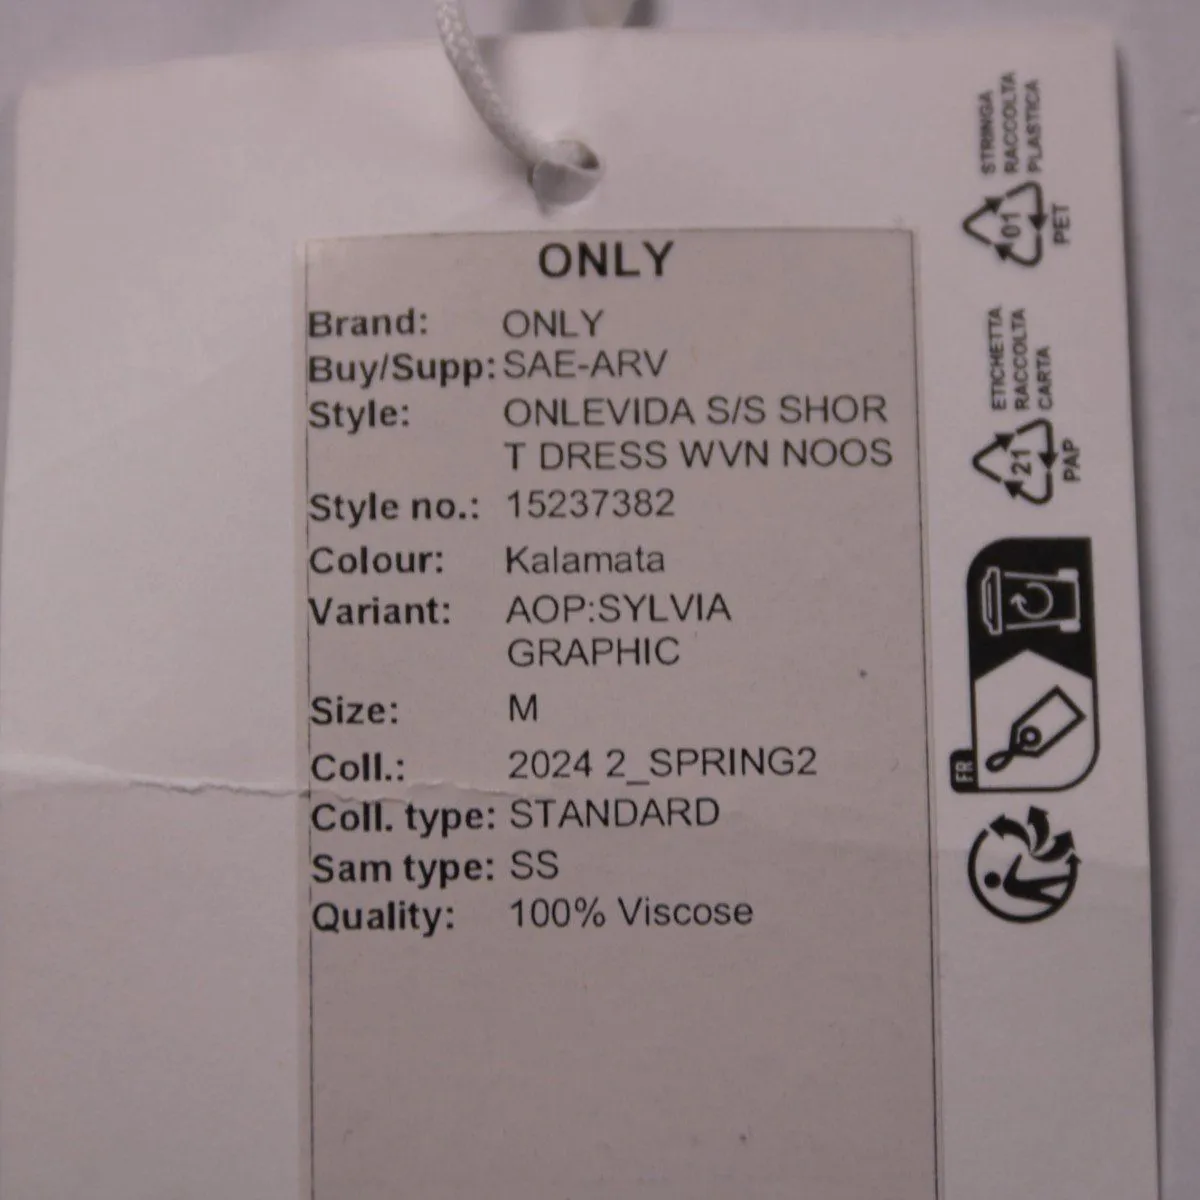 ONLY
Brand: ONLY
Buy/Supp: SAE-ARV
Style: ONLEVIDA S/S SHOR
T DRESS WVN NOOS
Style no.: 15237382
Colour: Kalamata
Variant: AOP:SYLVIA
GRAPHIC
Size: M
Coll.: 2024 2_SPRING2
Coll. type: STANDARD
Sam type: SS
Quality: 100% Viscose
STRINGA
RACCOLTA
PLASTICA
01
PET
ETICHETTA
RACCOLTA
CARTA
21
PAP
FR